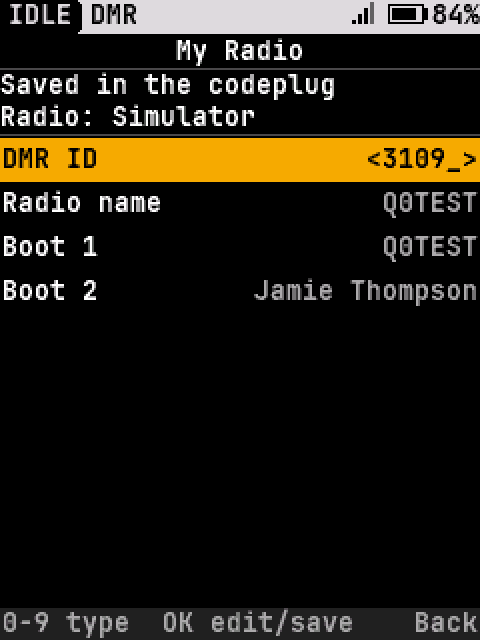 IDLE DMR 84%
My Radio
Saved in the codeplug
Radio: Simulator
DMR ID <3109_>
Radio name Q0TEST
Boot 1 Q0TEST
Boot 2 Jamie Thompson
0-9 type OK edit/save Back